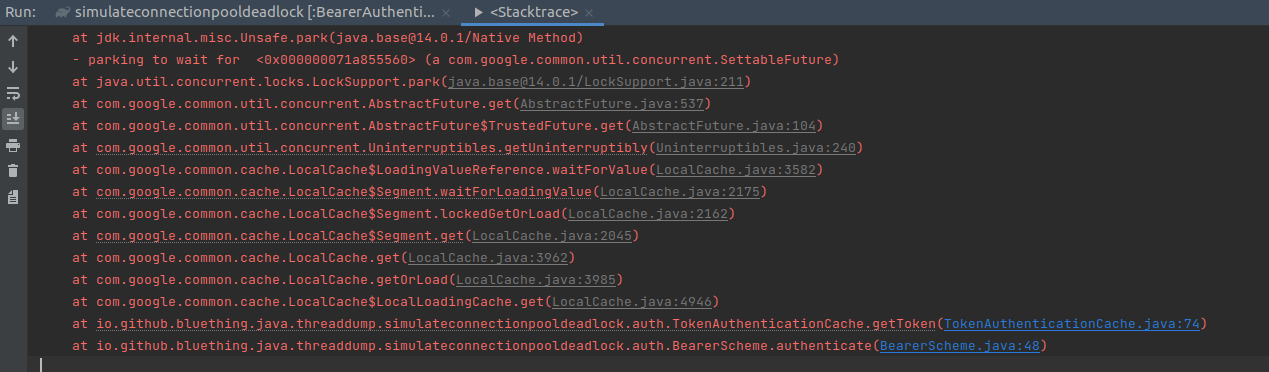 Run: simulateconnectionpooldeadlock [:BearerAuthenti... × <Stacktrace> ×
at jdk.internal.misc.Unsafe.park(java.base@14.0.1/Native Method)
- parking to wait for  <0x000000071a855560> (a com.google.common.util.concurrent.SettableFuture)
at java.util.concurrent.locks.LockSupport.park(java.base@14.0.1/LockSupport.java:211)
at com.google.common.util.concurrent.AbstractFuture.get(AbstractFuture.java:537)
at com.google.common.util.concurrent.AbstractFuture$TrustedFuture.get(AbstractFuture.java:104)
at com.google.common.util.concurrent.Uninterruptibles.getUninterruptibly(Uninterruptibles.java:240)
at com.google.common.cache.LocalCache$LoadingValueReference.waitForValue(LocalCache.java:3582)
at com.google.common.cache.LocalCache$Segment.waitForLoadingValue(LocalCache.java:2175)
at com.google.common.cache.LocalCache$Segment.lockedGetOrLoad(LocalCache.java:2162)
at com.google.common.cache.LocalCache$Segment.get(LocalCache.java:2045)
at com.google.common.cache.LocalCache.get(LocalCache.java:3962)
at com.google.common.cache.LocalCache.getOrLoad(LocalCache.java:3985)
at com.google.common.cache.LocalCache$LocalLoadingCache.get(LocalCache.java:4946)
at io.github.bluething.java.threaddump.simulateconnectionpooldeadlock.auth.TokenAuthenticationCache.getToken(TokenAuthenticationCache.java:74)
at io.github.bluething.java.threaddump.simulateconnectionpooldeadlock.auth.BearerScheme.authenticate(BearerScheme.java:48)